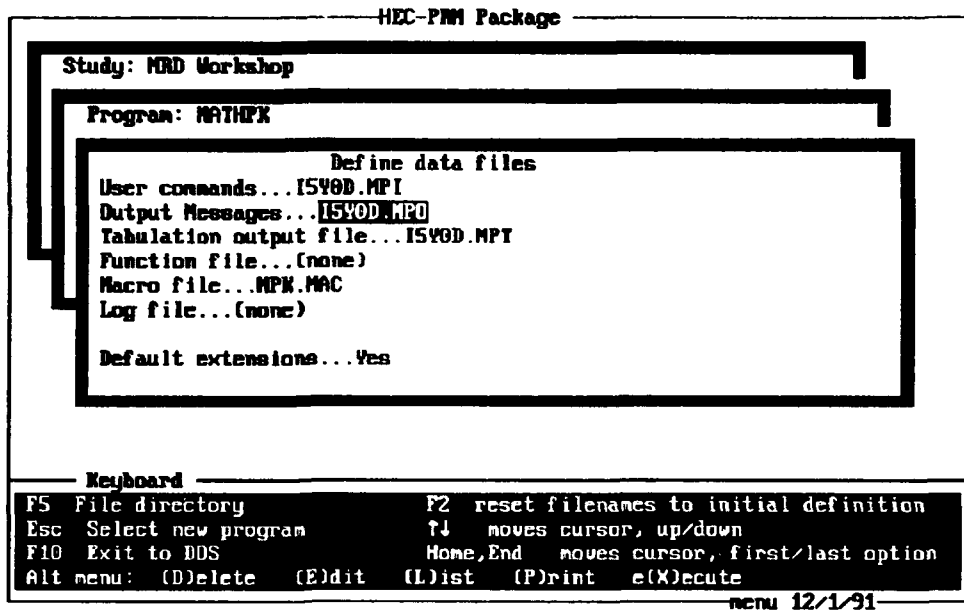 HEC-PRM Package
Study: MRD Workshop
Program: MATHPK
Define data files
User commands...I5Y0D.MPI
Output Messages...I5Y0D.MPO
Tabulation output file...I5Y0D.MPT
Function file...(none)
Macro file...MPK.MAC
Log file...(none)
Default extensions...Yes
Keyboard
F5 File directory F2 reset filenames to initial definition
Esc Select new program ↑↓ moves cursor, up/down
F10 Exit to DOS Home,End moves cursor, first/last option
Alt menu: (D)elete (E)dit (L)ist (P)rint e(X)ecute
menu 12/1/91